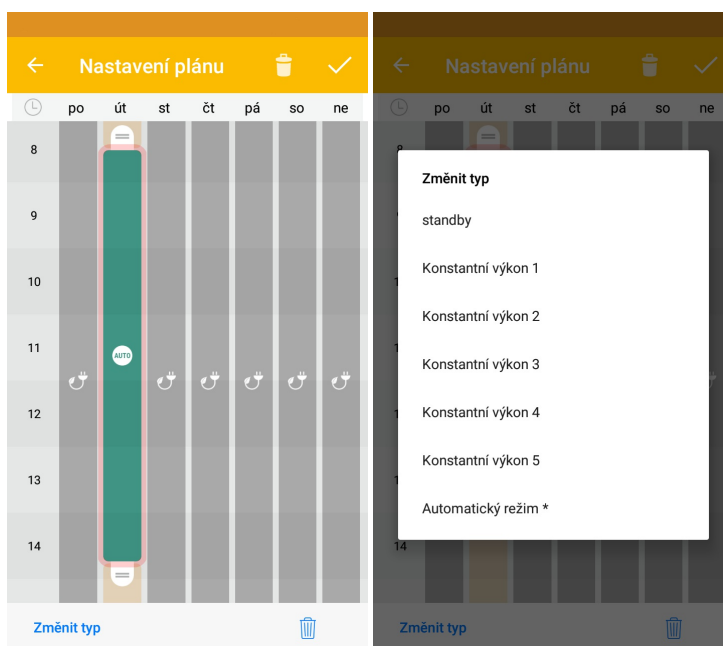 Nastavení plánu
po út st čt pá so ne
8
9
10
11
AUTO
12
13
14
Změnit typ
Nastavení plánu
po út st čt pá so ne
8
Změnit typ
standby
Konstantní výkon 1
Konstantní výkon 2
Konstantní výkon 3
Konstantní výkon 4
Konstantní výkon 5
Automatický režim *
14
Změnit typ